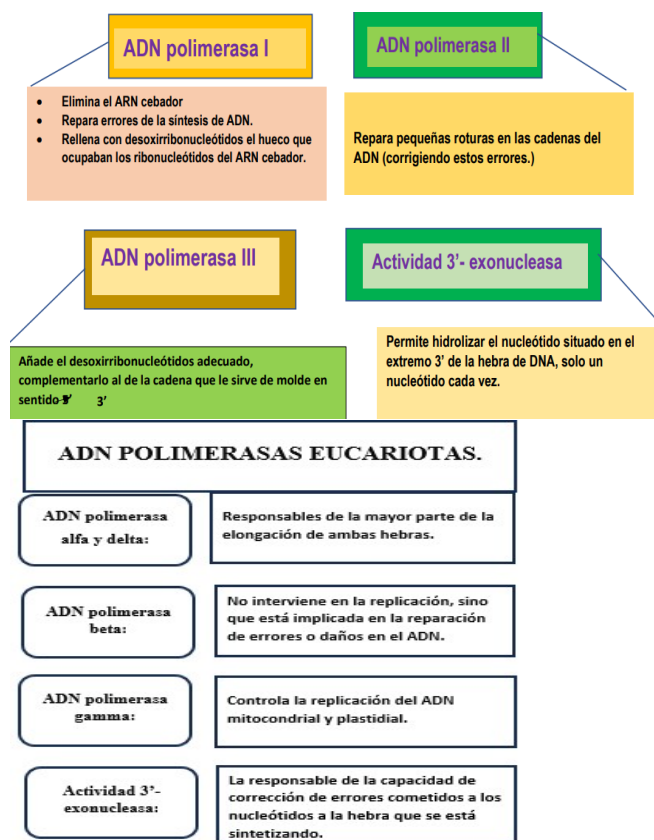 ADN polimerasa I
ADN polimerasa II
• Elimina el ARN cebador
• Repara errores de la síntesis de ADN.
• Rellena con desoxirribonucleótidos el hueco que
ocupaban los ribonucleótidos del ARN cebador.
Repara pequeñas roturas en las cadenas del
ADN (corrigiendo estos errores.)
ADN polimerasa III
Actividad 3’- exonucleasa
Añade el desoxirribonucleótidos adecuado,
complementarlo al de la cadena que le sirve de molde en
sentido 3’
Permite hidrolizar el nucleótido situado en el
extremo 3’ de la hebra de DNA, solo un
nucleótido cada vez.
ADN POLIMERASAS EUCARIOTAS.
ADN polimerasa
alfa y delta:
Responsables de la mayor parte de la
elongación de ambas hebras.
ADN polimerasa
beta:
No interviene en la replicación, sino
que está implicada en la reparación
de errores o daños en el ADN.
ADN polimerasa
gamma:
Controla la replicación del ADN
mitocondrial y plastidial.
Actividad 3’-
exonucleasa:
La responsable de la capacidad de
corrección de errores cometidos a los
nucleótidos a la hebra que se está
sintetizando.